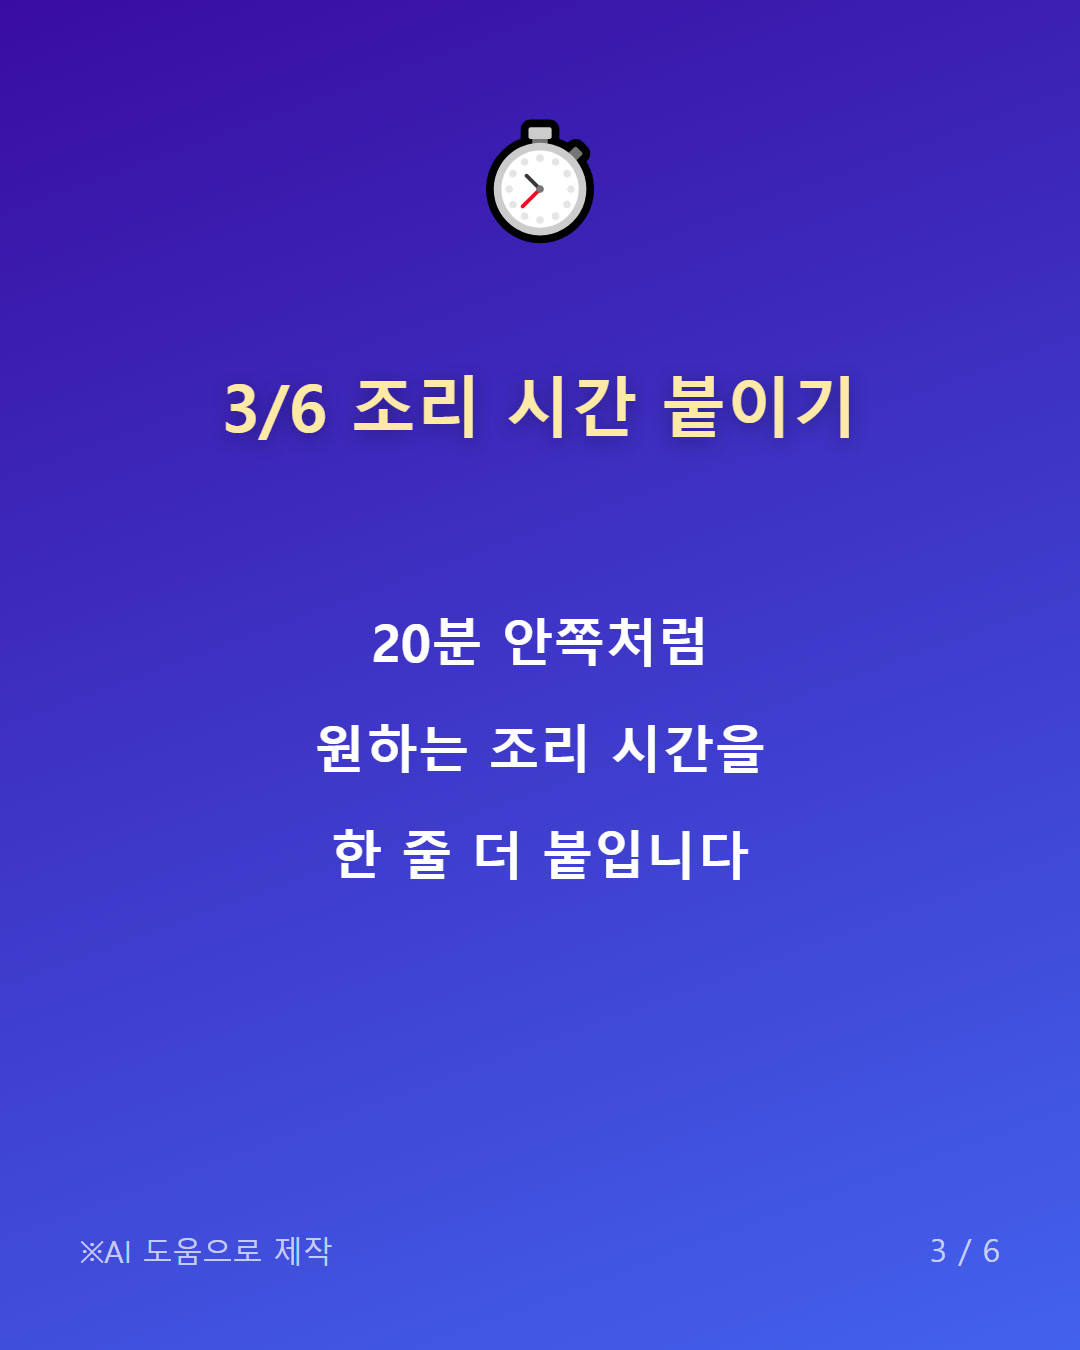 3/6 조리 시간 붙이기
20분 안쪽처럼
원하는 조리 시간을
한 줄 더 붙입니다
※AI 도움으로 제작
3 / 6